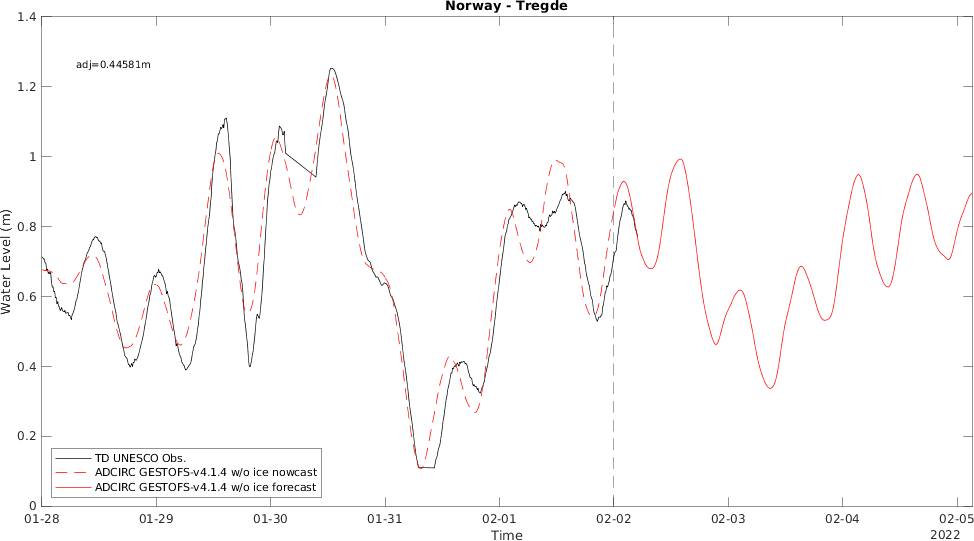 Norway - Tregde
adj=0.44581m
Water Level (m)
1.4
1.2
1
0.8
0.6
0.4
0.2
0
TD UNESCO Obs.
ADCIRC GESTOFS-v4.1.4 w/o ice nowcast
ADCIRC GESTOFS-v4.1.4 w/o ice forecast
01-28 01-29 01-30 01-31 02-01 02-02 02-03 02-04 02-05
Time
2022